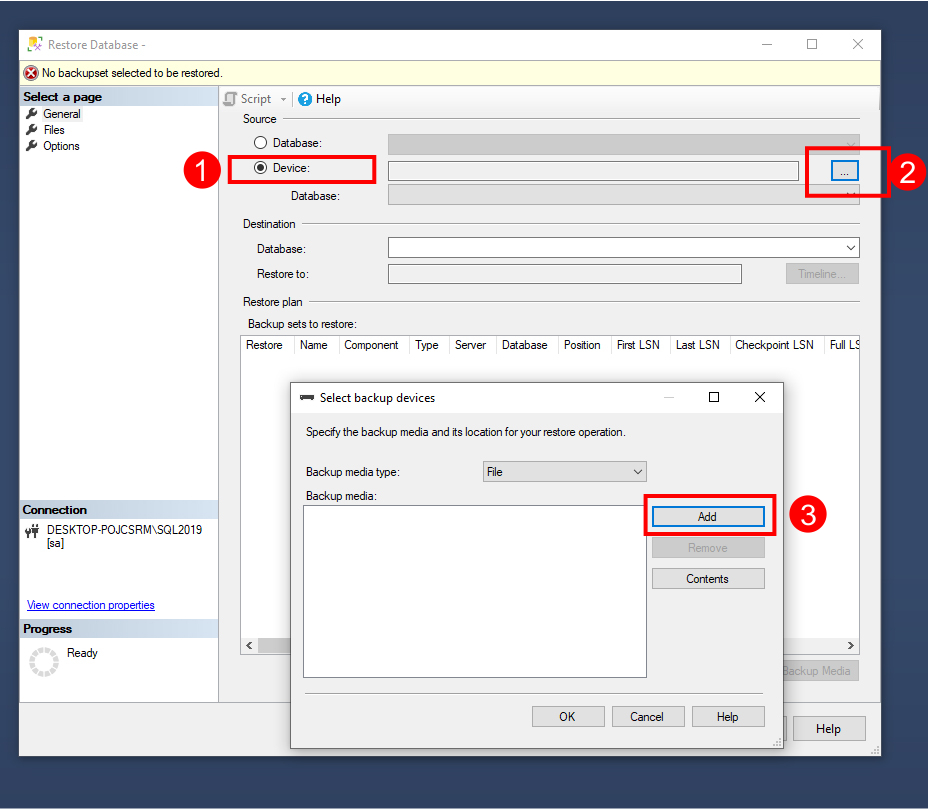 Restore Database -
No backupset selected to be restored.
Select a page
General
Files
Options
Script
Help
Source
Database:
1
Device:
...
2
Database:
Destination
Database:
Restore to:
Timeline...
Restore plan
Backup sets to restore:
Restore Name Component Type Server Database Position First LSN Last LSN Checkpoint LSN Full LS
Select backup devices
Specify the backup media and its location for your restore operation.
Backup media type:
File
Backup media:
Add
3
Remove
Contents
OK
Cancel
Help
Connection
DESKTOP-POJCSRM\SQL2019
[sa]
View connection properties
Progress
Ready
Backup Media
Help